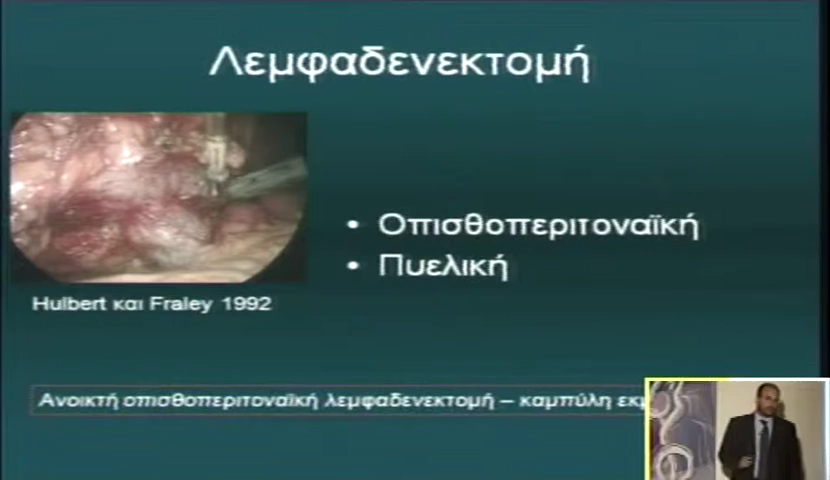 Λεμφαδενεκτομή
• Οπισθοπεριτοναϊκή
• Πυελική
Hulbert και Fraley 1992
Ανοικτή οπισθοπεριτοναϊκή λεμφαδενεκτομή – καμπύλη